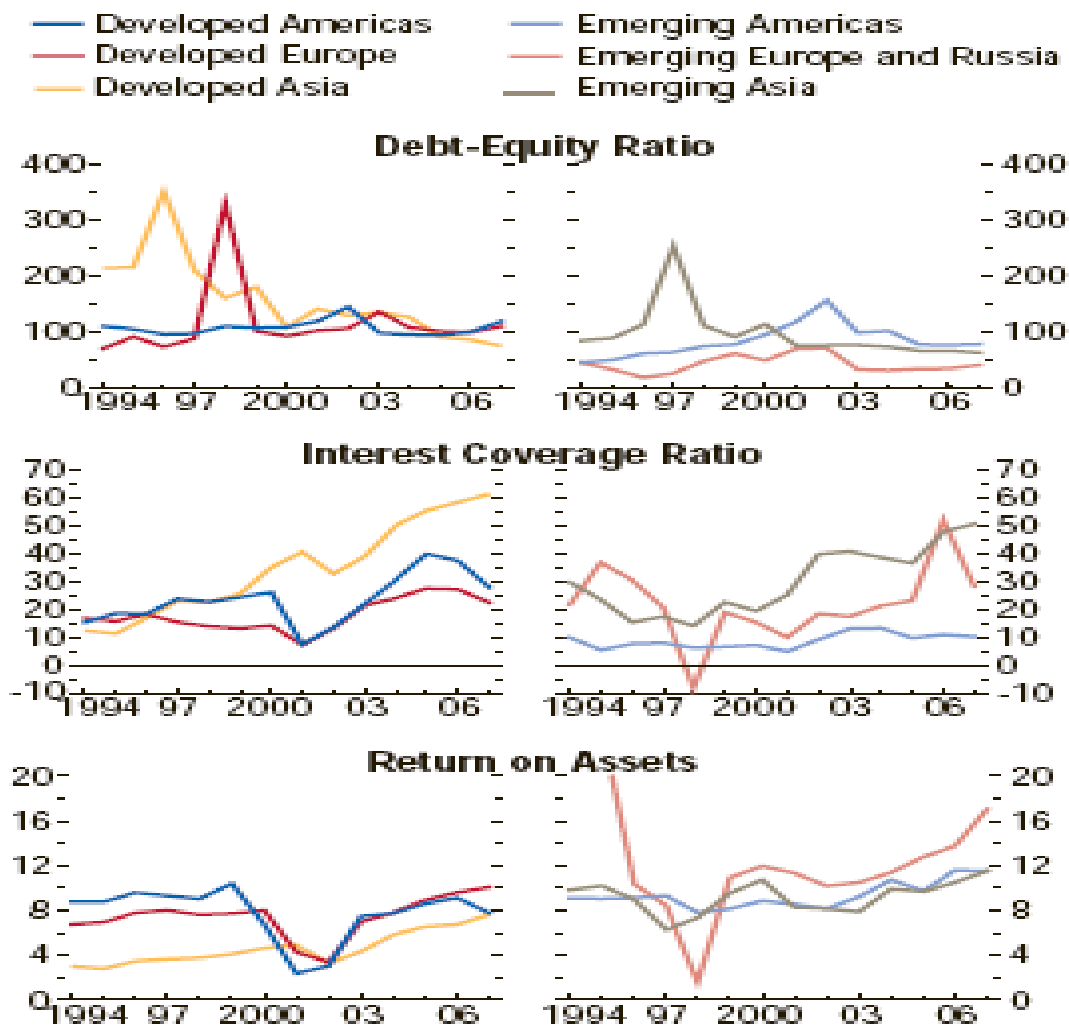 Developed Americas Emerging Americas
Developed Europe Emerging Europe and Russia
Developed Asia Emerging Asia
Debt-Equity Ratio
400 400
300 300
200 200
100 100
0 0
1994 97 2000 03 06 1994 97 2000 03 06
Interest Coverage Ratio
70 70
60 60
50 50
40 40
30 30
20 20
10 10
0 0
-10 -10
1994 97 2000 03 06 1994 97 2000 03 06
Return on Assets
20 20
16 16
12 12
8 8
4 4
0 0
1994 97 2000 03 06 1994 97 2000 03 06